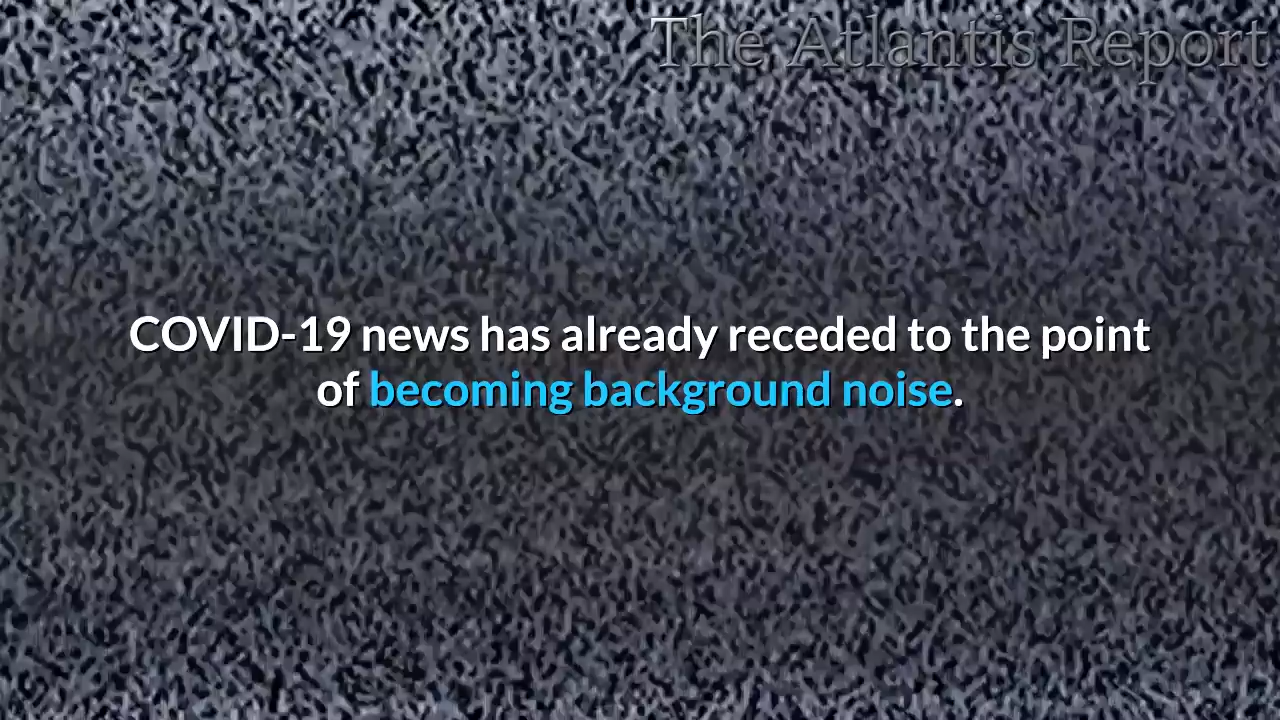 The Atlantis Report
COVID-19 news has already receded to the point
of becoming background noise.